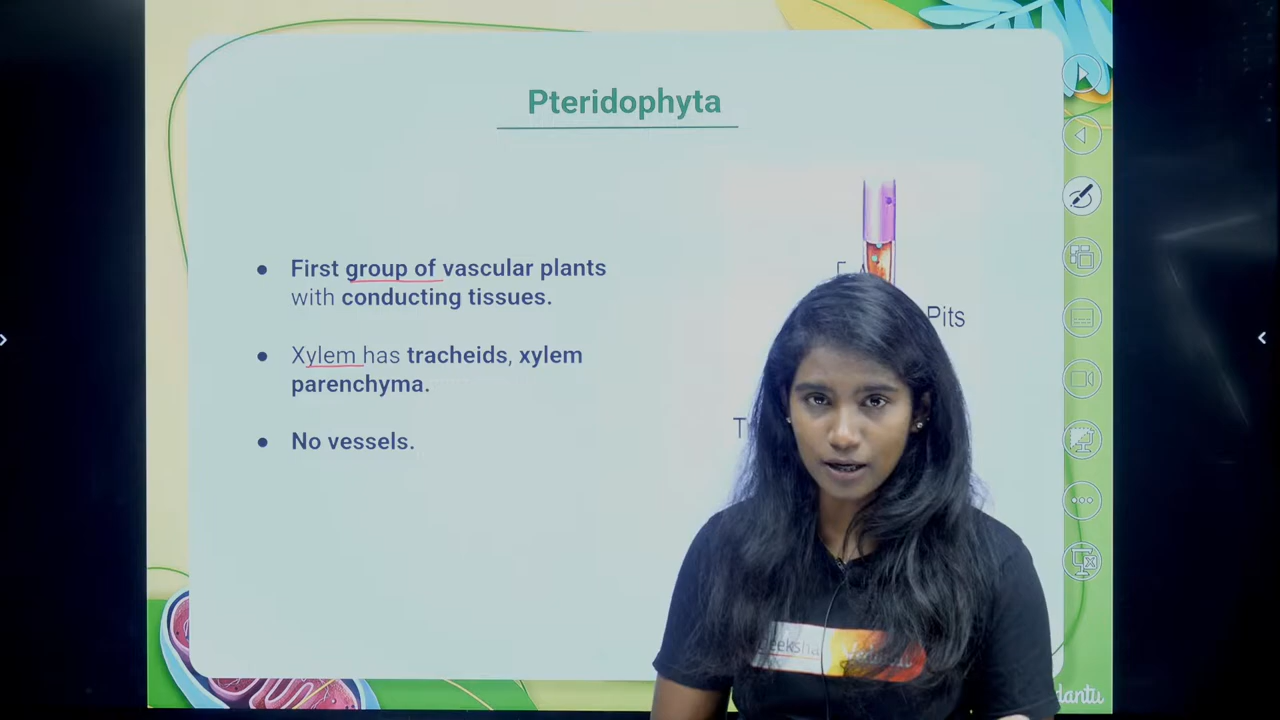 Pteridophyta
● First group of vascular plants
with conducting tissues.
● Xylem has tracheids, xylem
parenchyma.
● No vessels.
Pits